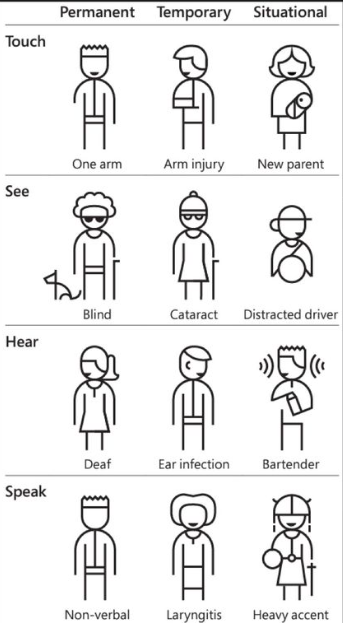 Permanent Temporary Situational
Touch
One arm Arm injury New parent
See
Blind Cataract Distracted driver
Hear
Deaf Ear infection Bartender
Speak
Non-verbal Laryngitis Heavy accent